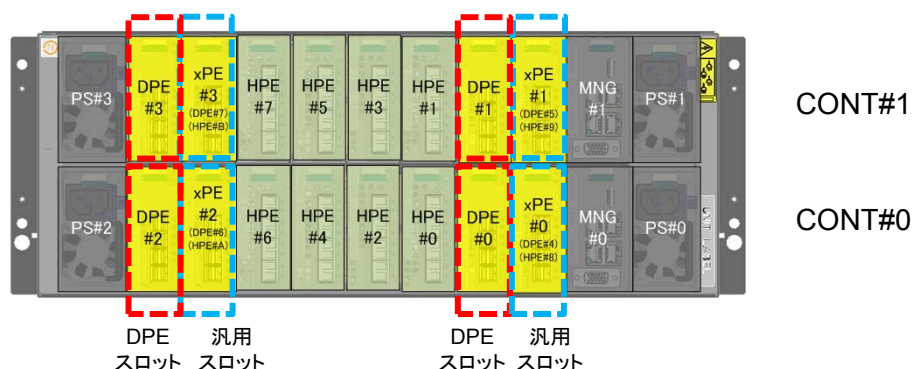 PS#3
DPE
#3
xPE
#3
(DPE#7)
(HPE#B)
HPE
#7
HPE
#5
HPE
#3
HPE
#1
DPE
#1
xPE
#1
(DPE#5)
(HPE#9)
MNG
#1
PS#1
CONT#1
PS#2
DPE
#2
xPE
#2
(DPE#6)
(HPE#A)
HPE
#6
HPE
#4
HPE
#2
HPE
#0
DPE
#0
xPE
#0
(DPE#4)
(HPE#8)
MNG
#0
PS#0
CONT#0
DPE
スロット
汎用
スロット
DPE
スロット
汎用
スロット